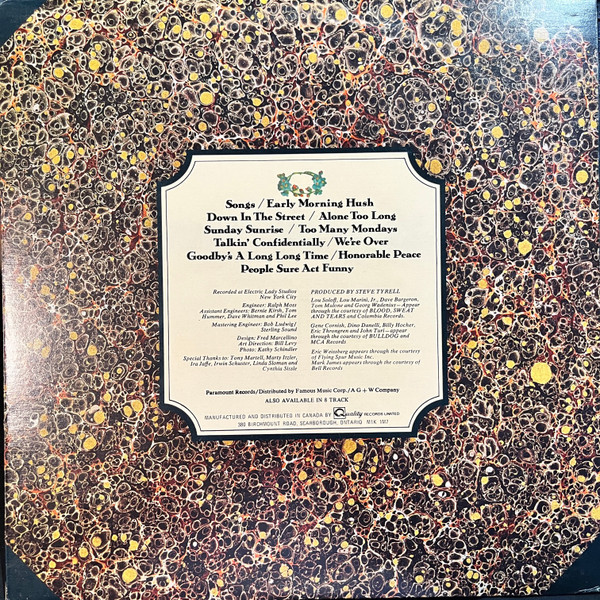 Songs / Early Morning Hush
Down In The Street / Alone Too Long
Sunday Sunrise / Too Many Mondays
Talkin' Confidentially / We're Over
Goodby's A Long Long Time / Honorable Peace
People Sure Act Funny
Recorded at Electric Lady Studios
New York City
Engineer: Ralph Moss
Assistant Engineers: Bernie Kirsh, Tom
Hummer, Dave Whitman and Phil Lee
Mastering Engineer: Bob Ludwig/
Sterling Sound
Design: Fred Marcellino
Art Direction: Bill Levy
Photo: Kathy Schindler
Special Thanks to: Tony Martell, Marty Itzler,
Ira Jaffe, Irwin Schuster, Linda Sloman and
Cynthia Sissle
PRODUCED BY STEVE TYRELL
Lou Soloff, Lou Marini, Jr., Dave Bargeron,
Tom Malone and Georg Wadenius—Appear
through the courtesy of BLOOD, SWEAT
AND TEARS and Columbia Records.
Gene Cornish, Dino Danelli, Billy Hocher,
Eric Thorngren and John Turi—appear
through the courtesy of BULLDOG and
MCA Records
Eric Weissberg appears through the courtesy
of Flying Spur Music Inc.
Mark James appears through the courtesy of
Bell Records
Paramount Records/Distributed by Famous Music Corp./A G + W Company
ALSO AVAILABLE IN 8 TRACK
MANUFACTURED AND DISTRIBUTED IN CANADA BY Quality RECORDS LIMITED
380 BIRCHMOUNT ROAD, SCARBOROUGH, ONTARIO M1K 1M7